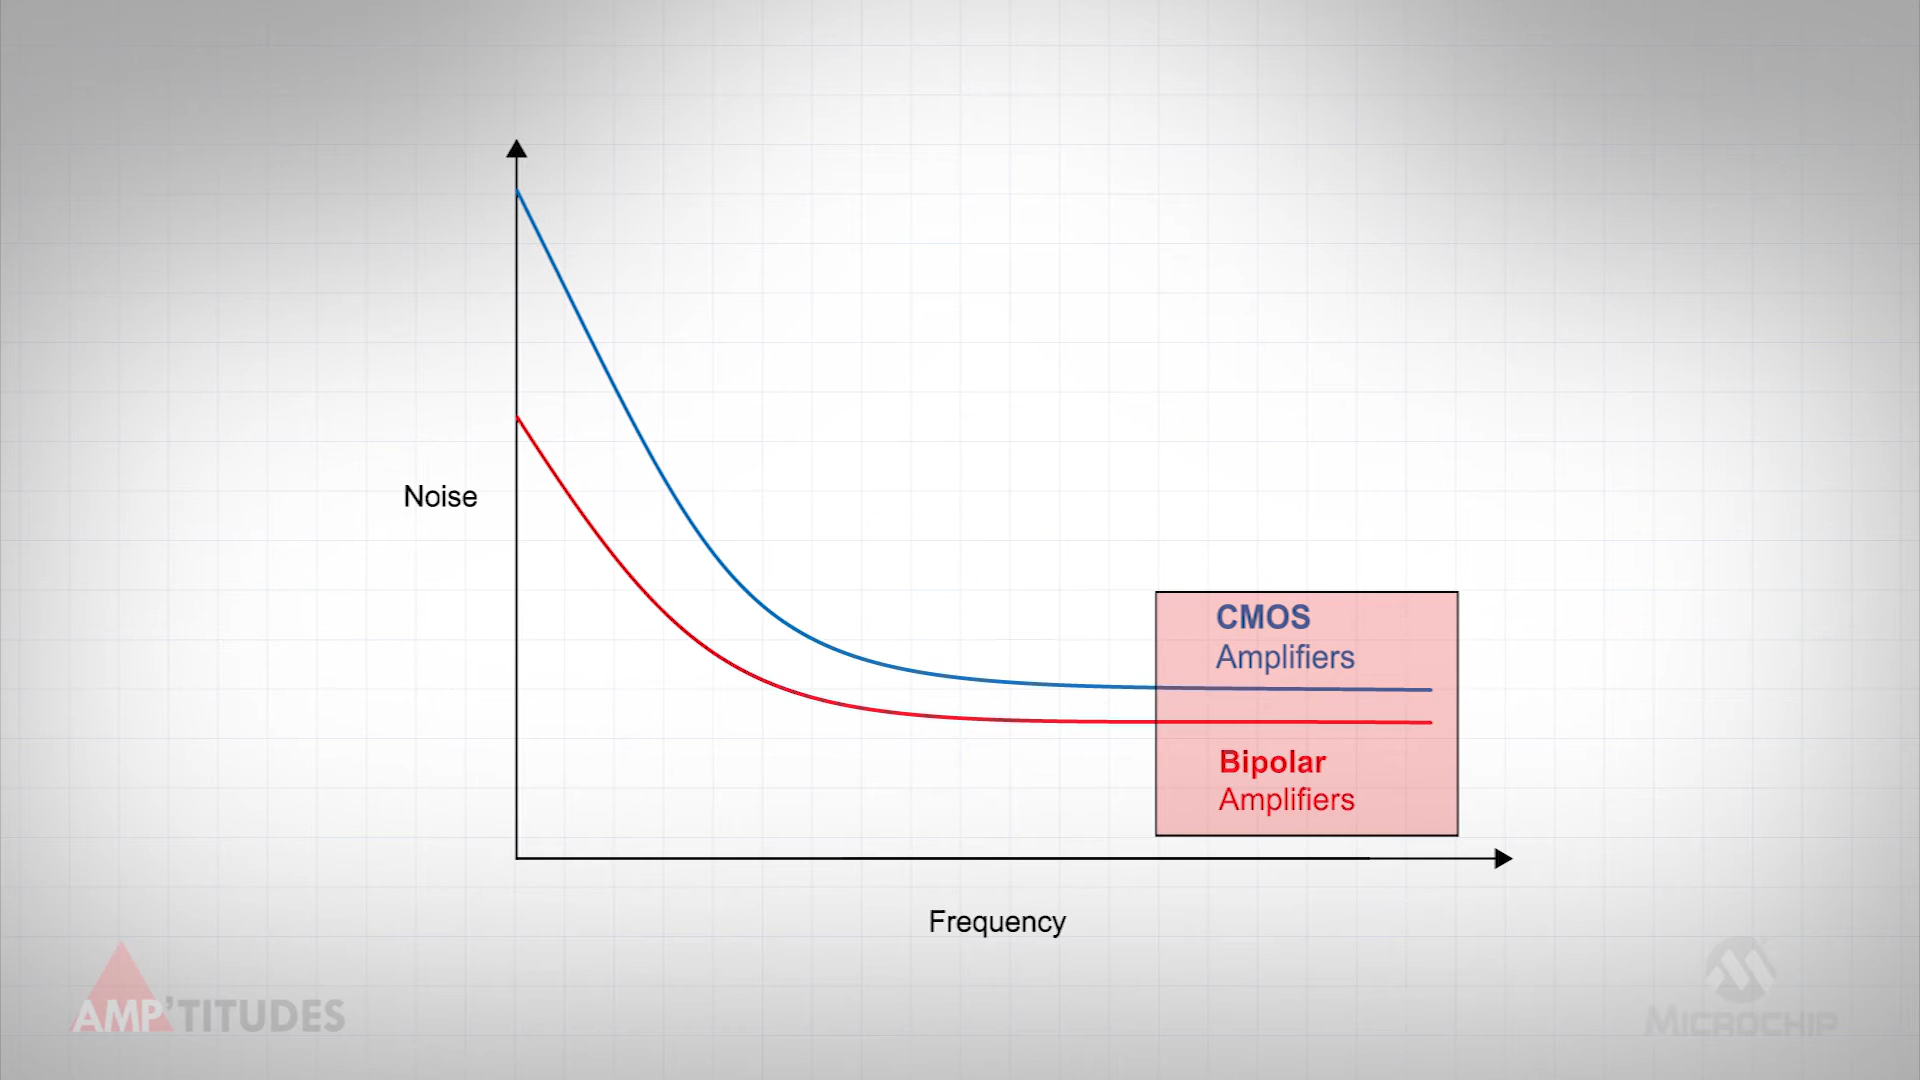 Noise
CMOS
Amplifiers
Bipolar
Amplifiers
Frequency
AMP'TITUDES
MICROCHIP